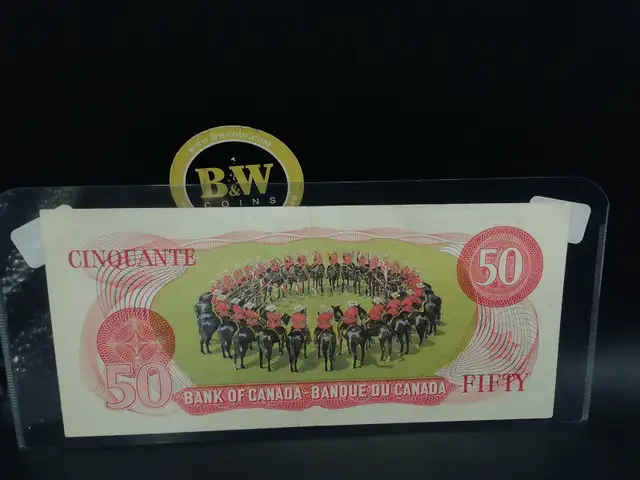 www.bwcoin.com
B&W
COINS
CINQUANTE
50
50
BANK OF CANADA - BANQUE DU CANADA
FIFTY